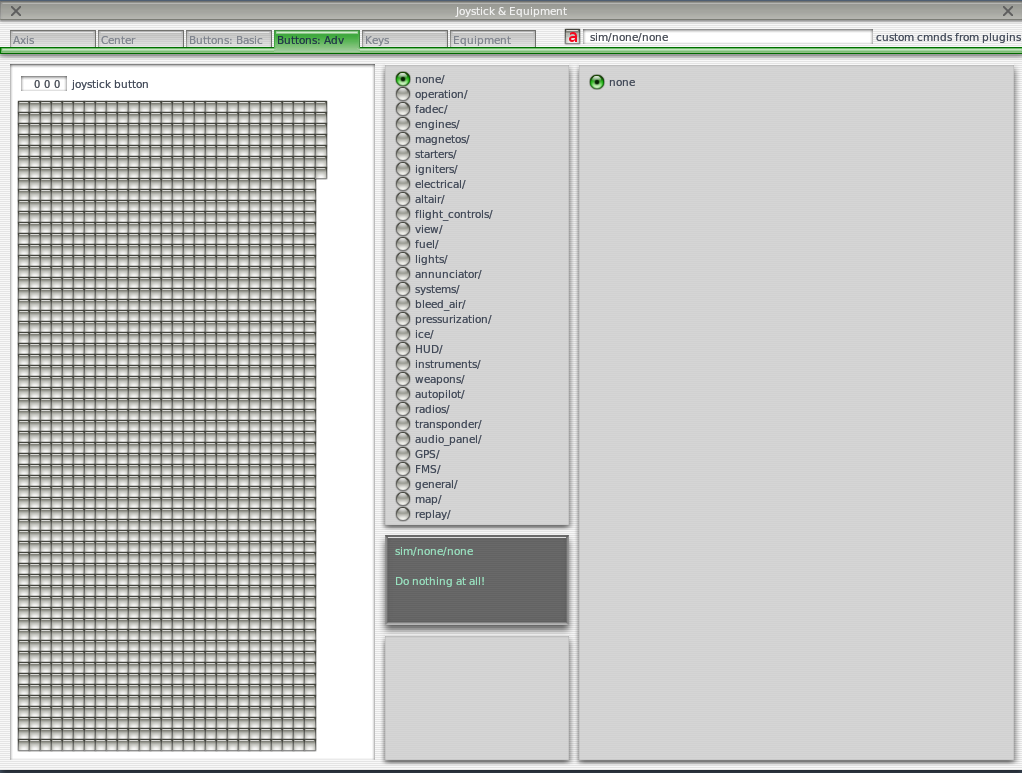 Joystick & Equipment
Axis
Center
Buttons: Basic
Buttons: Adv
Keys
Equipment
a
sim/none/none
custom cmnds from plugins
0 0 0 joystick button
none/
operation/
fadec/
engines/
magnetos/
starters/
igniters/
electrical/
altair/
flight_controls/
view/
fuel/
lights/
annunciator/
systems/
bleed_air/
pressurization/
ice/
HUD/
instruments/
weapons/
autopilot/
radios/
transponder/
audio_panel/
GPS/
FMS/
general/
map/
replay/
sim/none/none
Do nothing at all!
none